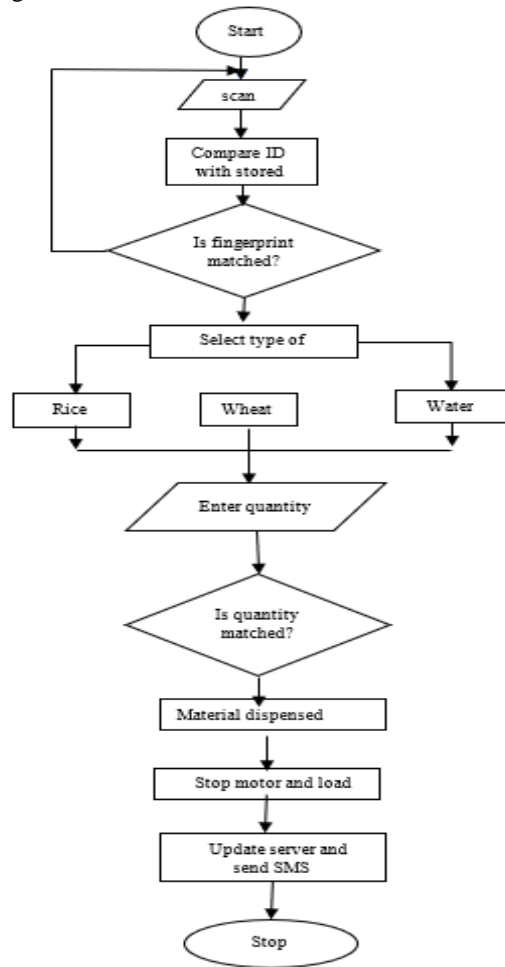 Start
scan
Compare ID
with stored
Is fingerprint
matched?
Select type of
Rice
Wheat
Water
Enter quantity
Is quantity
matched?
Material dispensed
Stop motor and load
Update server and
send SMS
Stop